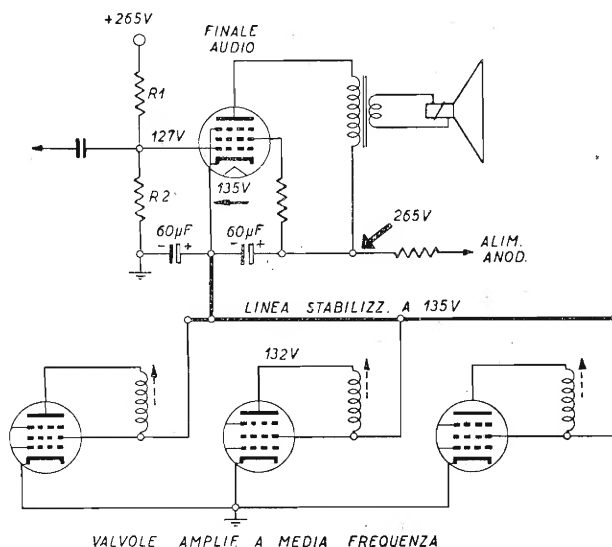 +265V
FINALE
AUDIO
R1
127V
135V
R2
60µF
- +
60µF
- +
265V
ALIM.
ANOD.
LINEA STABILIZZ. A 135V
132V
VALVOLE AMPLIF. A MEDIA FREQUENZA